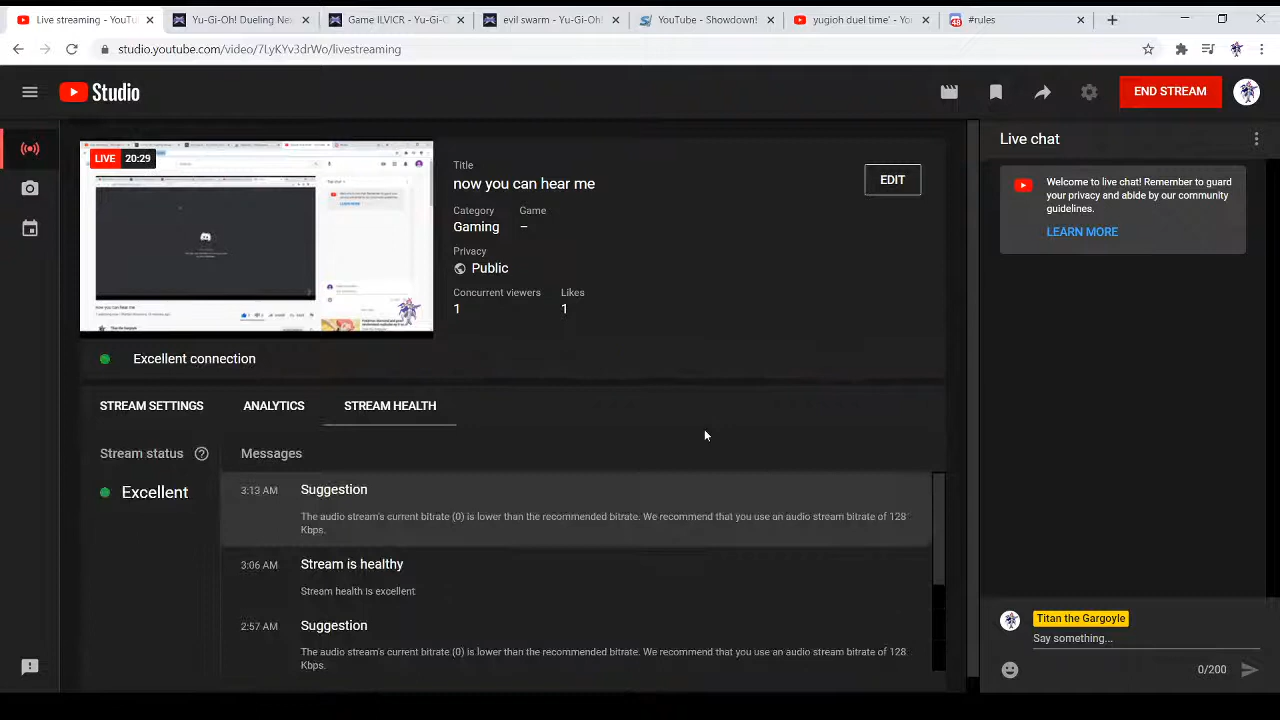 Live streaming - YouTube
Yu-Gi-Oh! Dueling Nex
Game ILVICR - Yu-Gi-O
evil swarm - Yu-Gi-Oh!
YouTube - Showdown!
yugioh duel time - Yo
48
#rules
studio.youtube.com/video/7LyKYv3drWo/livestreaming
Studio
END STREAM
LIVE 20:29
Title
now you can hear me
EDIT
Category Game
Gaming –
Privacy
Public
Concurrent viewers Likes
1 1
Excellent connection
STREAM SETTINGS ANALYTICS STREAM HEALTH
Stream status
Messages
Excellent
3:13 AM Suggestion
The audio stream's current bitrate (0) is lower than the recommended bitrate. We recommend that you use an audio stream bitrate of 128
Kbps.
3:06 AM Stream is healthy
Stream health is excellent
2:57 AM Suggestion
The audio stream's current bitrate (0) is lower than the recommended bitrate. We recommend that you use an audio stream bitrate of 128
Kbps.
Live chat
Welcome to live chat! Remember to guard
your privacy and abide by our community
guidelines.
LEARN MORE
Titan the Gargoyle
Say something...
0/200